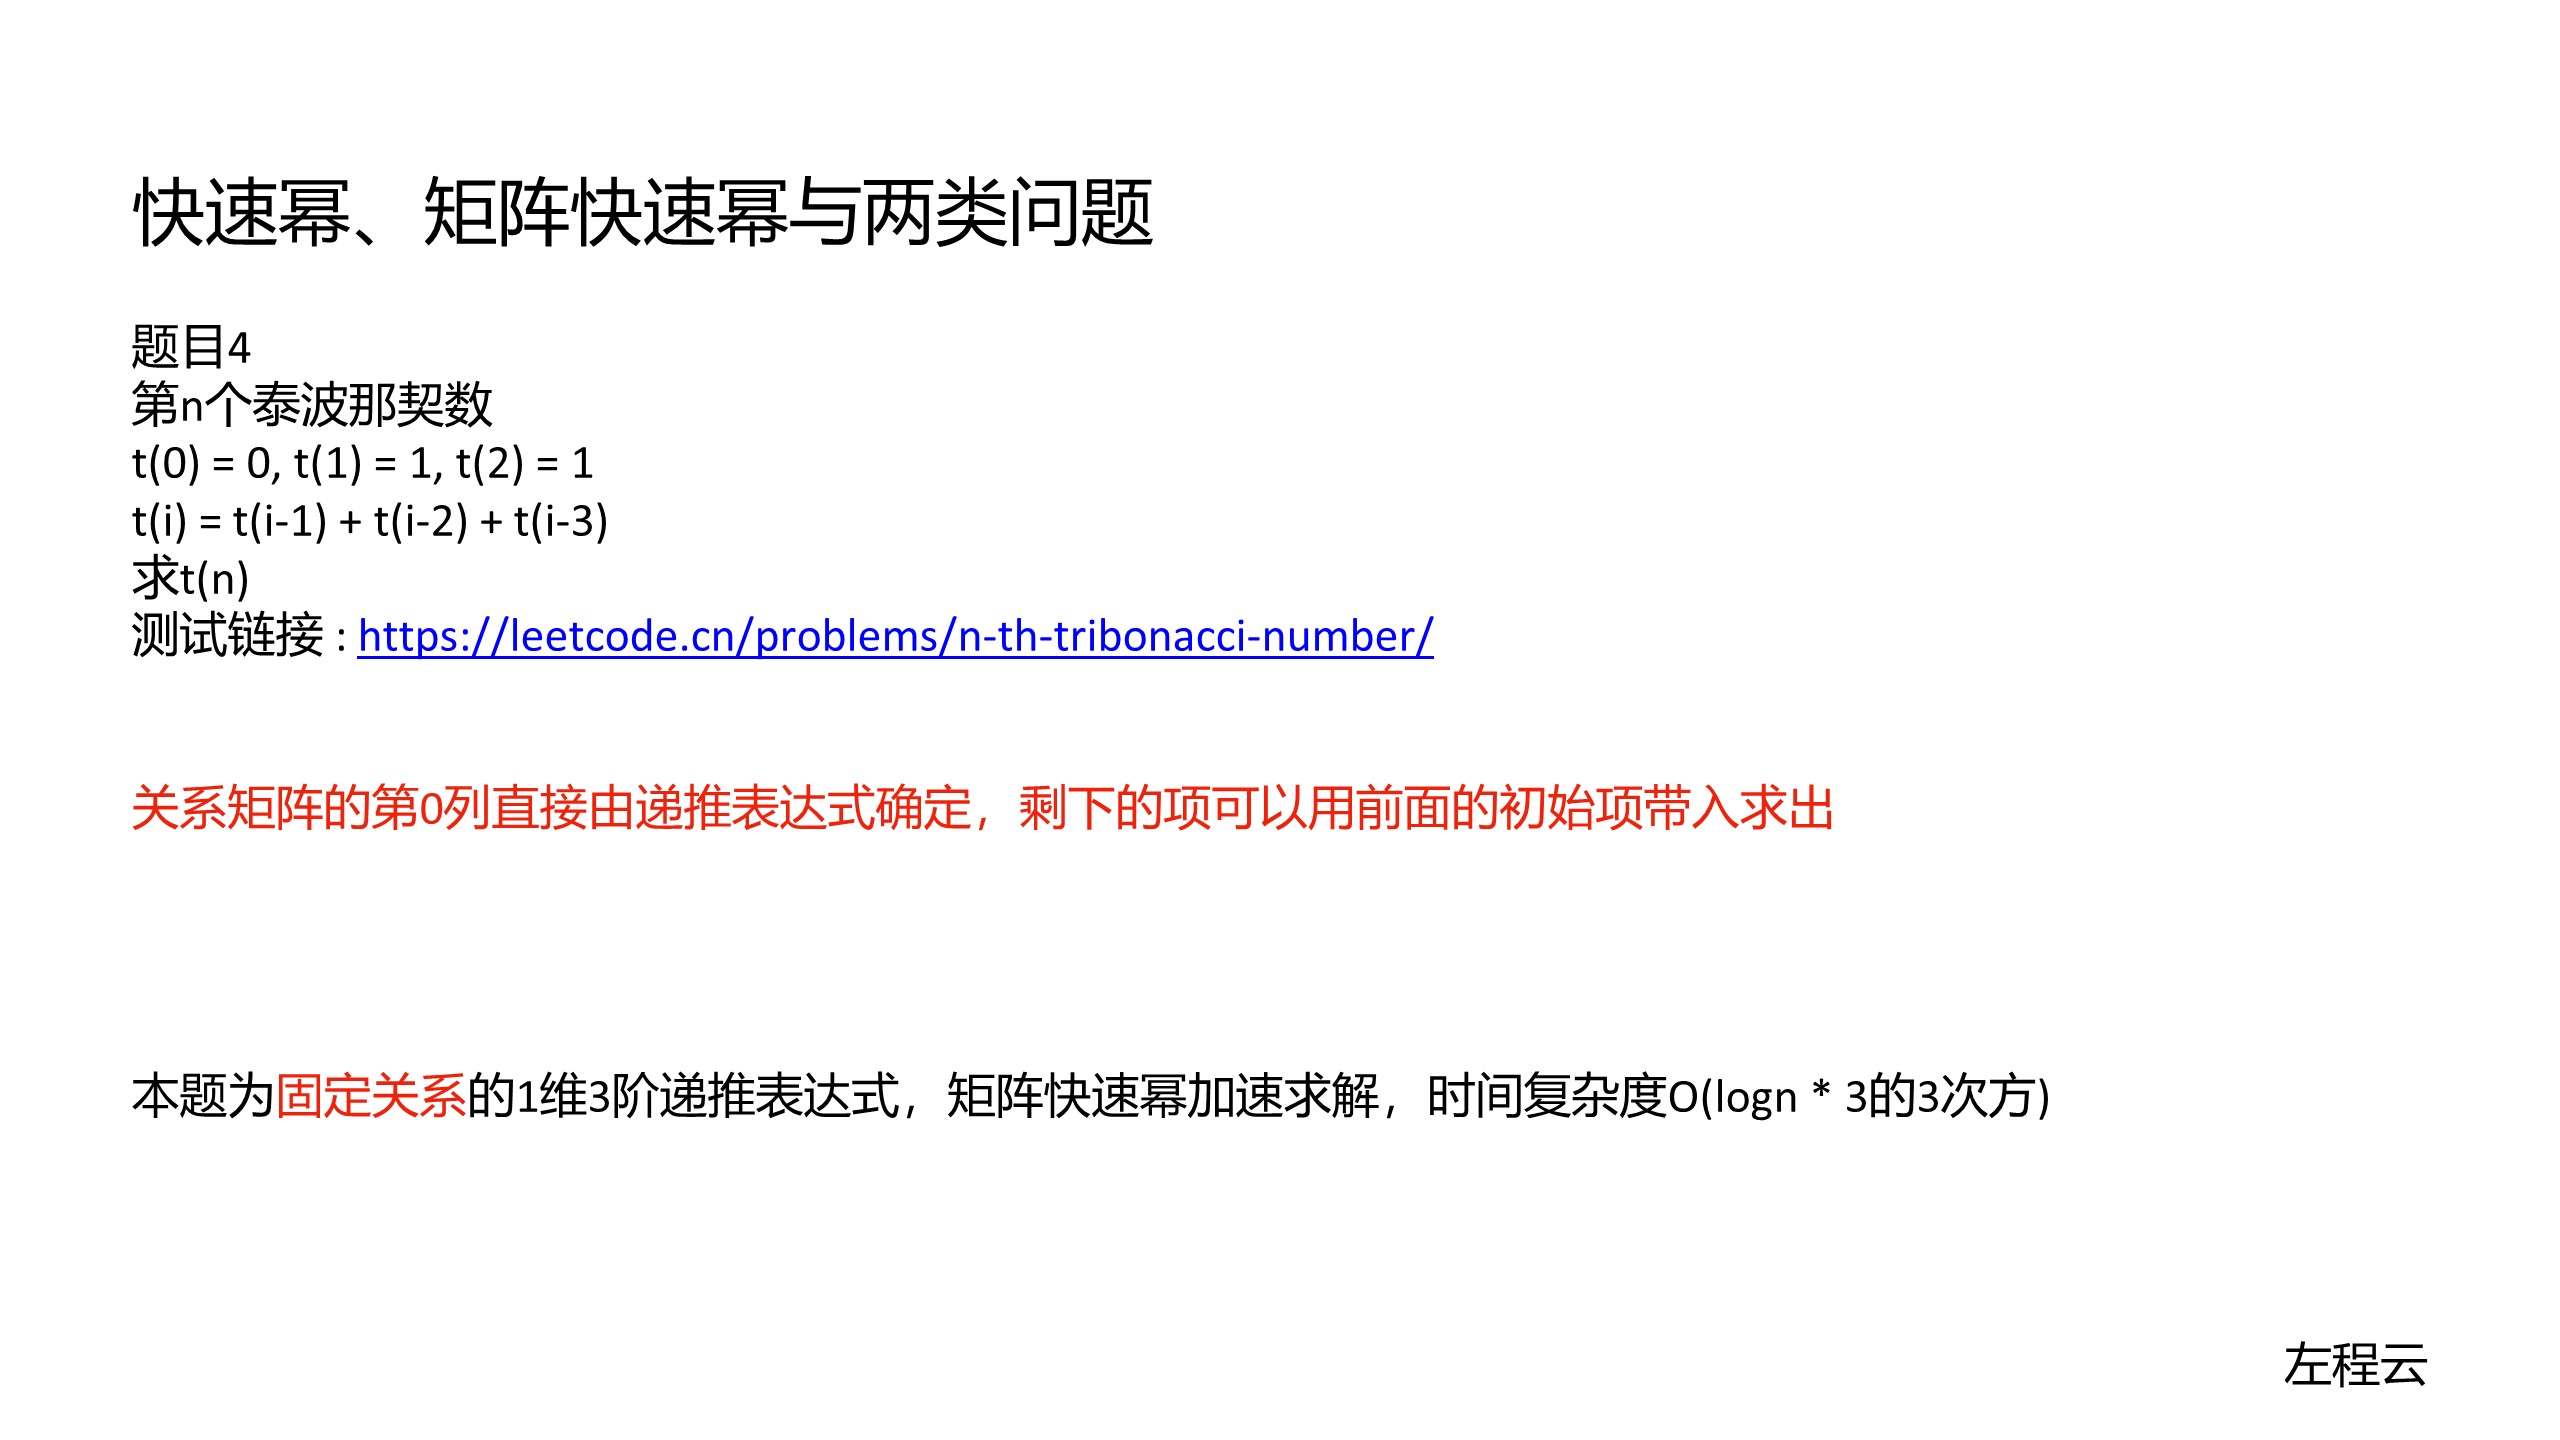 快速幂、矩阵快速幂与两类问题
题目4
第n个泰波那契数
t(0) = 0, t(1) = 1, t(2) = 1
t(i) = t(i-1) + t(i-2) + t(i-3)
求t(n)
测试链接 : https://leetcode.cn/problems/n-th-tribonacci-number/
关系矩阵的第0列直接由递推表达式确定，剩下的项可以用前面的初始项带入求出
本题为固定关系的1维3阶递推表达式，矩阵快速幂加速求解，时间复杂度O(logn * 3的3次方)
左程云